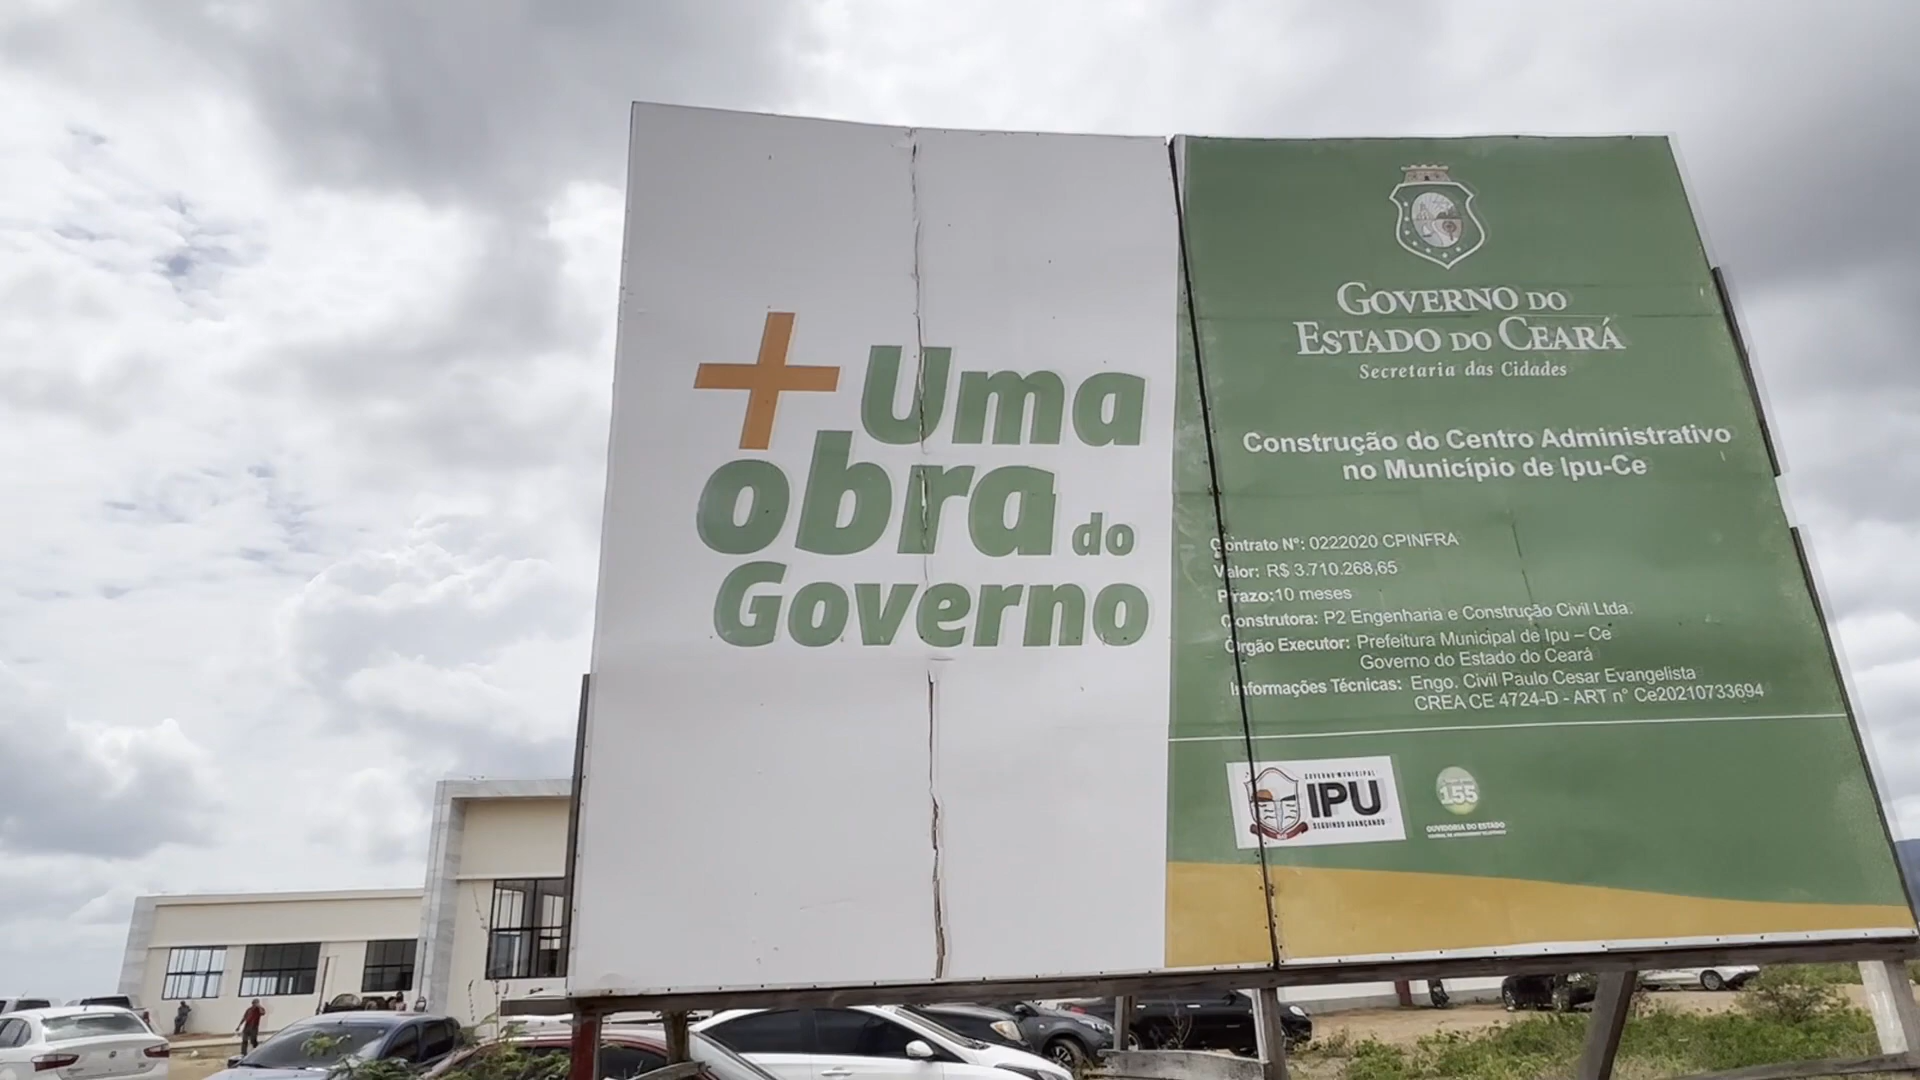 + Uma
obra do
Governo
GOVERNO DO
ESTADO DO CEARÁ
Secretaria das Cidades
Construção do Centro Administrativo
no Município de Ipu-Ce
Contrato N°: 0222020 CPINFRA
Valor: R$ 3.710.268,65
Prazo:10 meses
Construtora: P2 Engenharia e Construção Civil Ltda.
Órgão Executor: Prefeitura Municipal de Ipu – Ce
Governo do Estado do Ceará
Informações Técnicas: Engo. Civil Paulo Cesar Evangelista
CREA CE 4724-D - ART n° Ce20210733694
GOVERNO MUNICIPAL
IPU
SEGUINDO AVANÇANDO
155
OUVIDORIA DO ESTADO